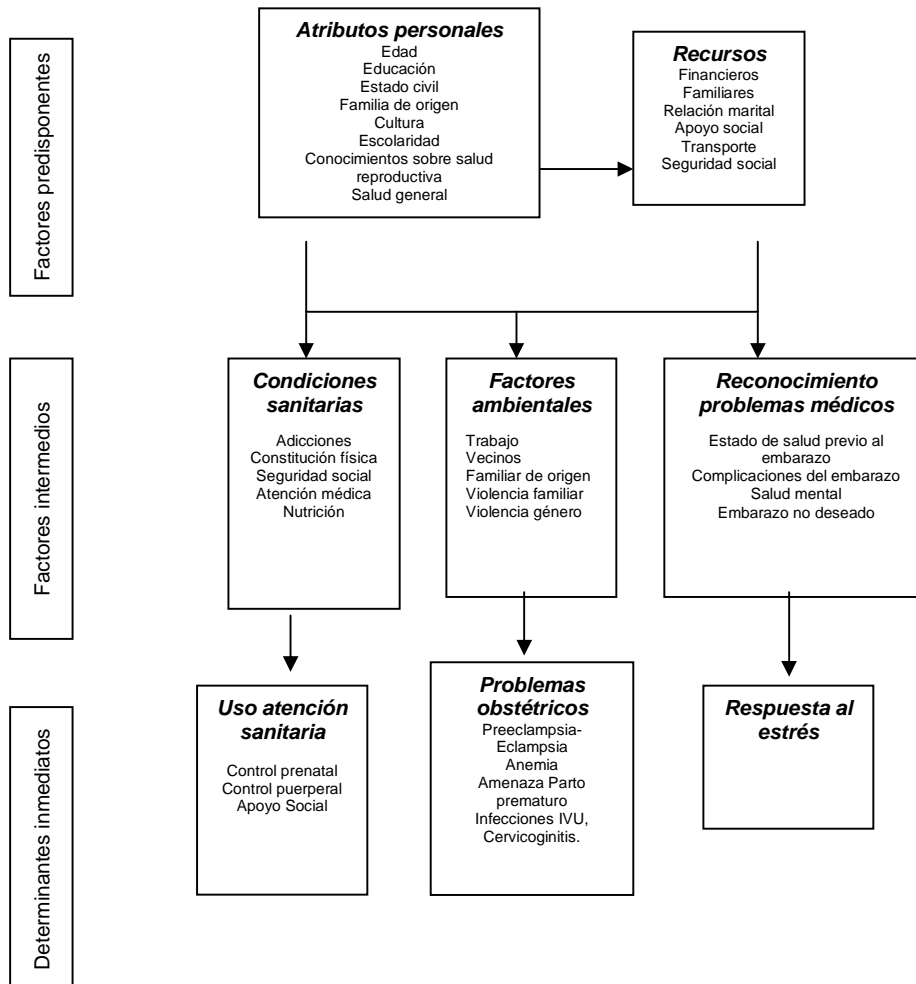 Factores predisponentes
Atributos personales
Edad
Educación
Estado civil
Familia de origen
Cultura
Escolaridad
Conocimientos sobre salud
reproductiva
Salud general
Recursos
Financieros
Familiares
Relación marital
Apoyo social
Transporte
Seguridad social
Factores intermedios
Condiciones
sanitarias
Adicciones
Constitución física
Seguridad social
Atención médica
Nutrición
Factores
ambientales
Trabajo
Vecinos
Familiar de origen
Violencia familiar
Violencia género
Reconocimiento
problemas médicos
Estado de salud previo al
embarazo
Complicaciones del embarazo
Salud mental
Embarazo no deseado
Determinantes inmediatos
Uso atención
sanitaria
Control prenatal
Control puerperal
Apoyo Social
Problemas
obstétricos
Preeclampsia-
Eclampsia
Anemia
Amenaza Parto
prematuro
Infecciones IVU,
Cervicoginitis.
Respuesta al
estrés